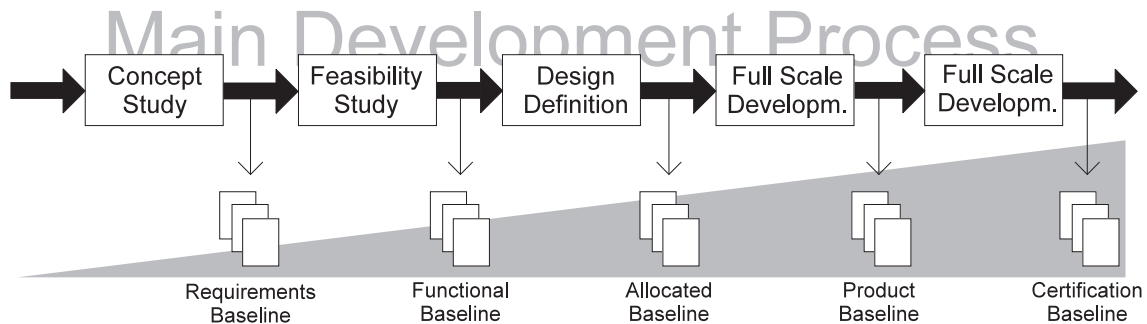 Main Development Process
Concept
Study
Feasibility
Study
Design
Definition
Full Scale
Developm.
Full Scale
Developm.
Requirements
Baseline
Functional
Baseline
Allocated
Baseline
Product
Baseline
Certification
Baseline